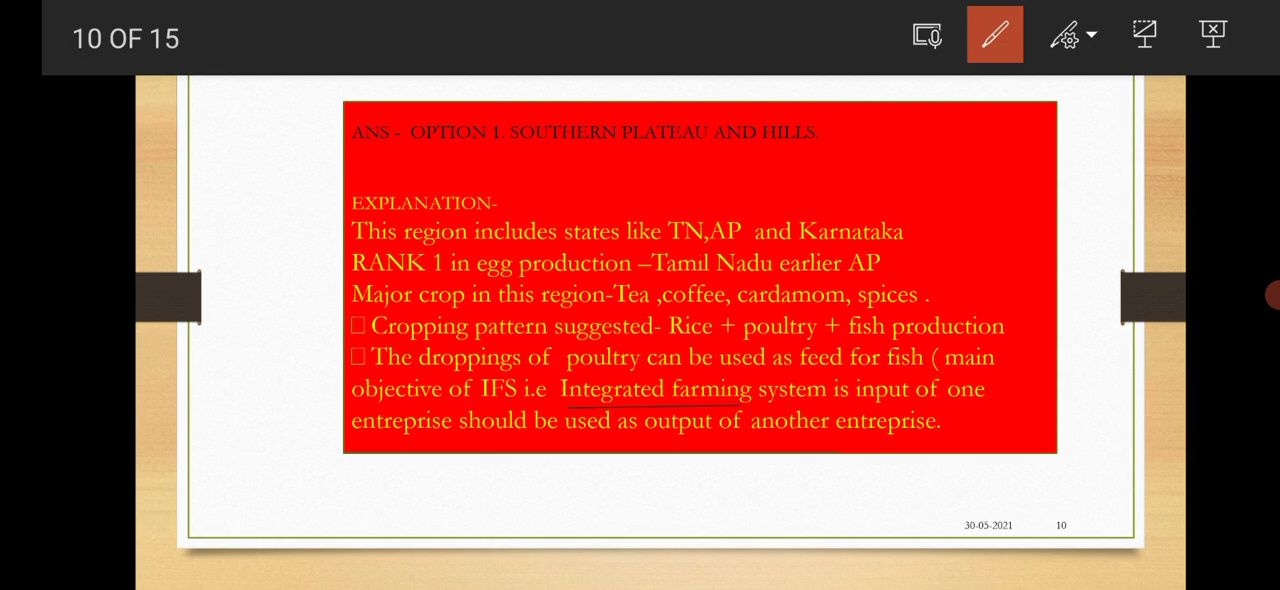 10 OF 15
ANS - OPTION 1. SOUTHERN PLATEAU AND HILLS.
EXPLANATION-
This region includes states like TN,AP and Karnataka
RANK 1 in egg production –Tamil Nadu earlier AP
Major crop in this region-Tea ,coffee, cardamom, spices .
□ Cropping pattern suggested- Rice + poultry + fish production
□ The droppings of poultry can be used as feed for fish ( main
objective of IFS i.e Integrated farming system is input of one
entreprise should be used as output of another entreprise.
30-05-2021 10